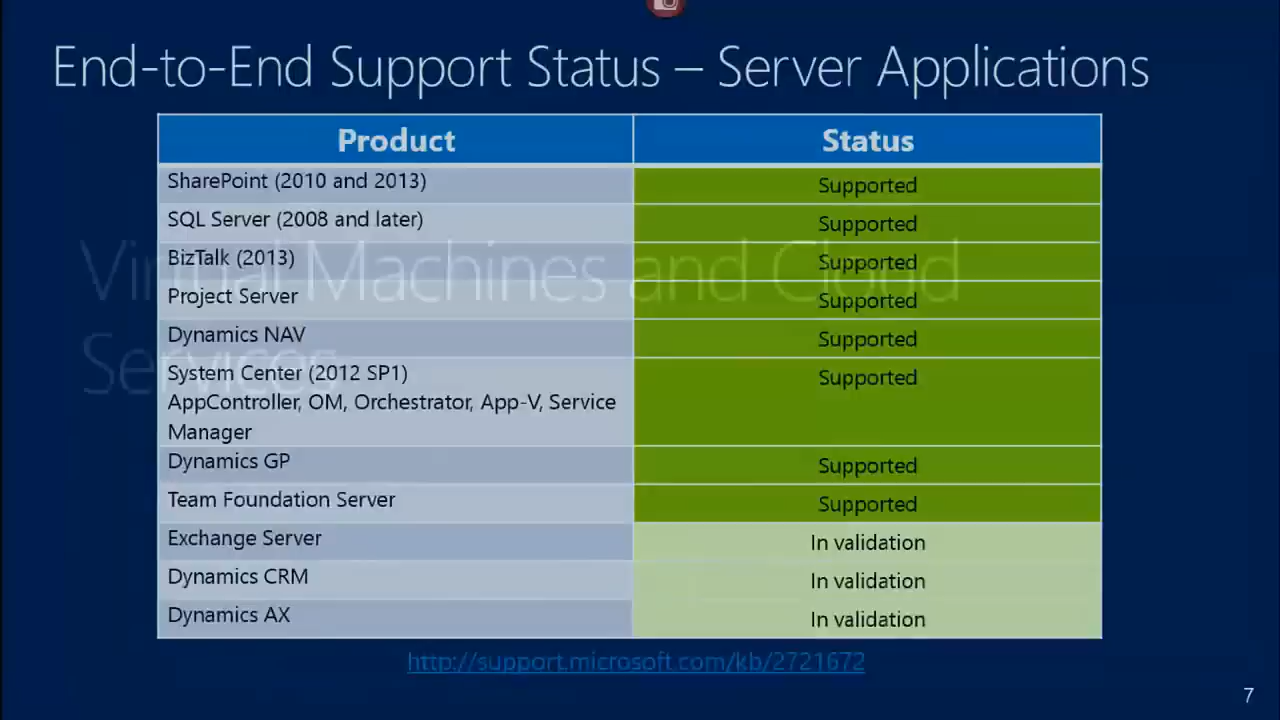 End-to-End Support Status – Server Applications
Product Status
SharePoint (2010 and 2013) Supported
SQL Server (2008 and later) Supported
BizTalk (2013) Supported
Project Server Supported
Dynamics NAV Supported
System Center (2012 SP1) Supported
AppController, OM, Orchestrator, App-V, Service
Manager
Dynamics GP Supported
Team Foundation Server Supported
Exchange Server In validation
Dynamics CRM In validation
Dynamics AX In validation
http://support.microsoft.com/kb/2721672
7
Virtual Machines and Cloud
Services